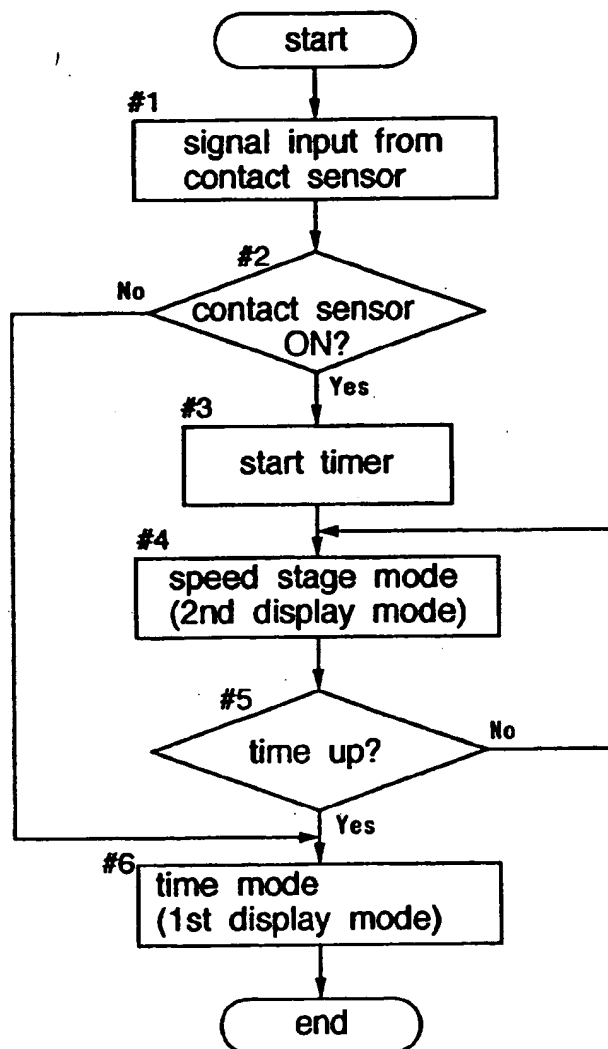 start
#1
signal input from
contact sensor
#2
No
contact sensor
ON?
Yes
#3
start timer
#4
speed stage mode
(2nd display mode)
#5
time up?
No
Yes
#6
time mode
(1st display mode)
end